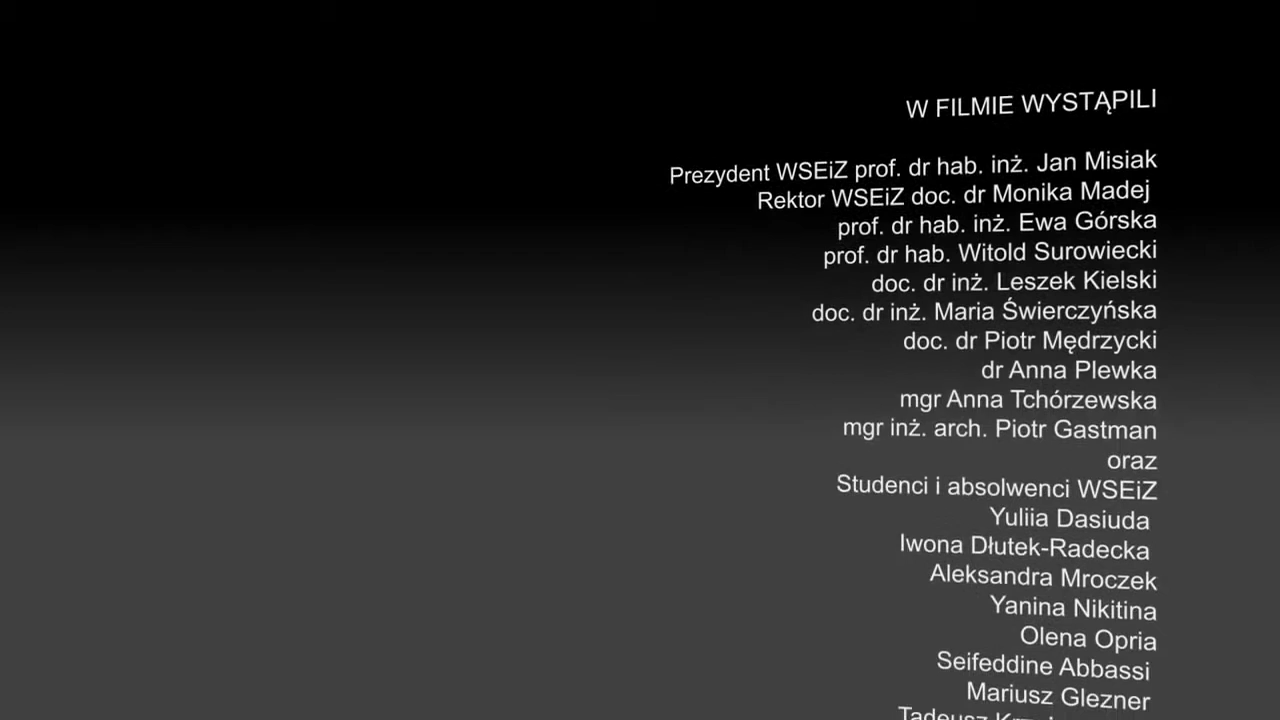 W FILMIE WYSTĄPILI
Prezydent WSEiZ prof. dr hab. inż. Jan Misiak
Rektor WSEiZ doc. dr Monika Madej
prof. dr hab. inż. Ewa Górska
prof. dr hab. Witold Surowiecki
doc. dr inż. Leszek Kielski
doc. dr inż. Maria Świerczyńska
doc. dr Piotr Mędrzycki
dr Anna Plewka
mgr Anna Tchórzewska
mgr inż. arch. Piotr Gastman
oraz
Studenci i absolwenci WSEiZ
Yuliia Dasiuda
Iwona Dłutek-Radecka
Aleksandra Mroczek
Yanina Nikitina
Olena Opria
Seifeddine Abbassi
Mariusz Glezner
Tadeusz